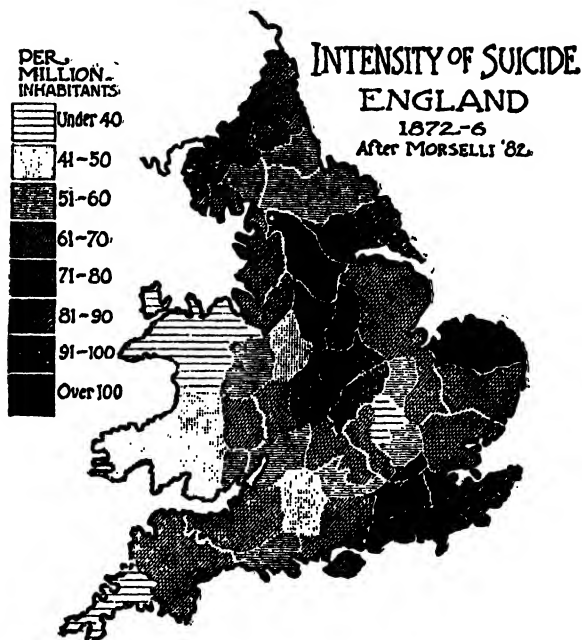 PER
MILLION
INHABITANTS
Under 40
41-50
51-60
61-70
71-80
81-90
91-100
Over 100
INTENSITY OF SUICIDE
ENGLAND
1872-6
After MORSELLI '82.